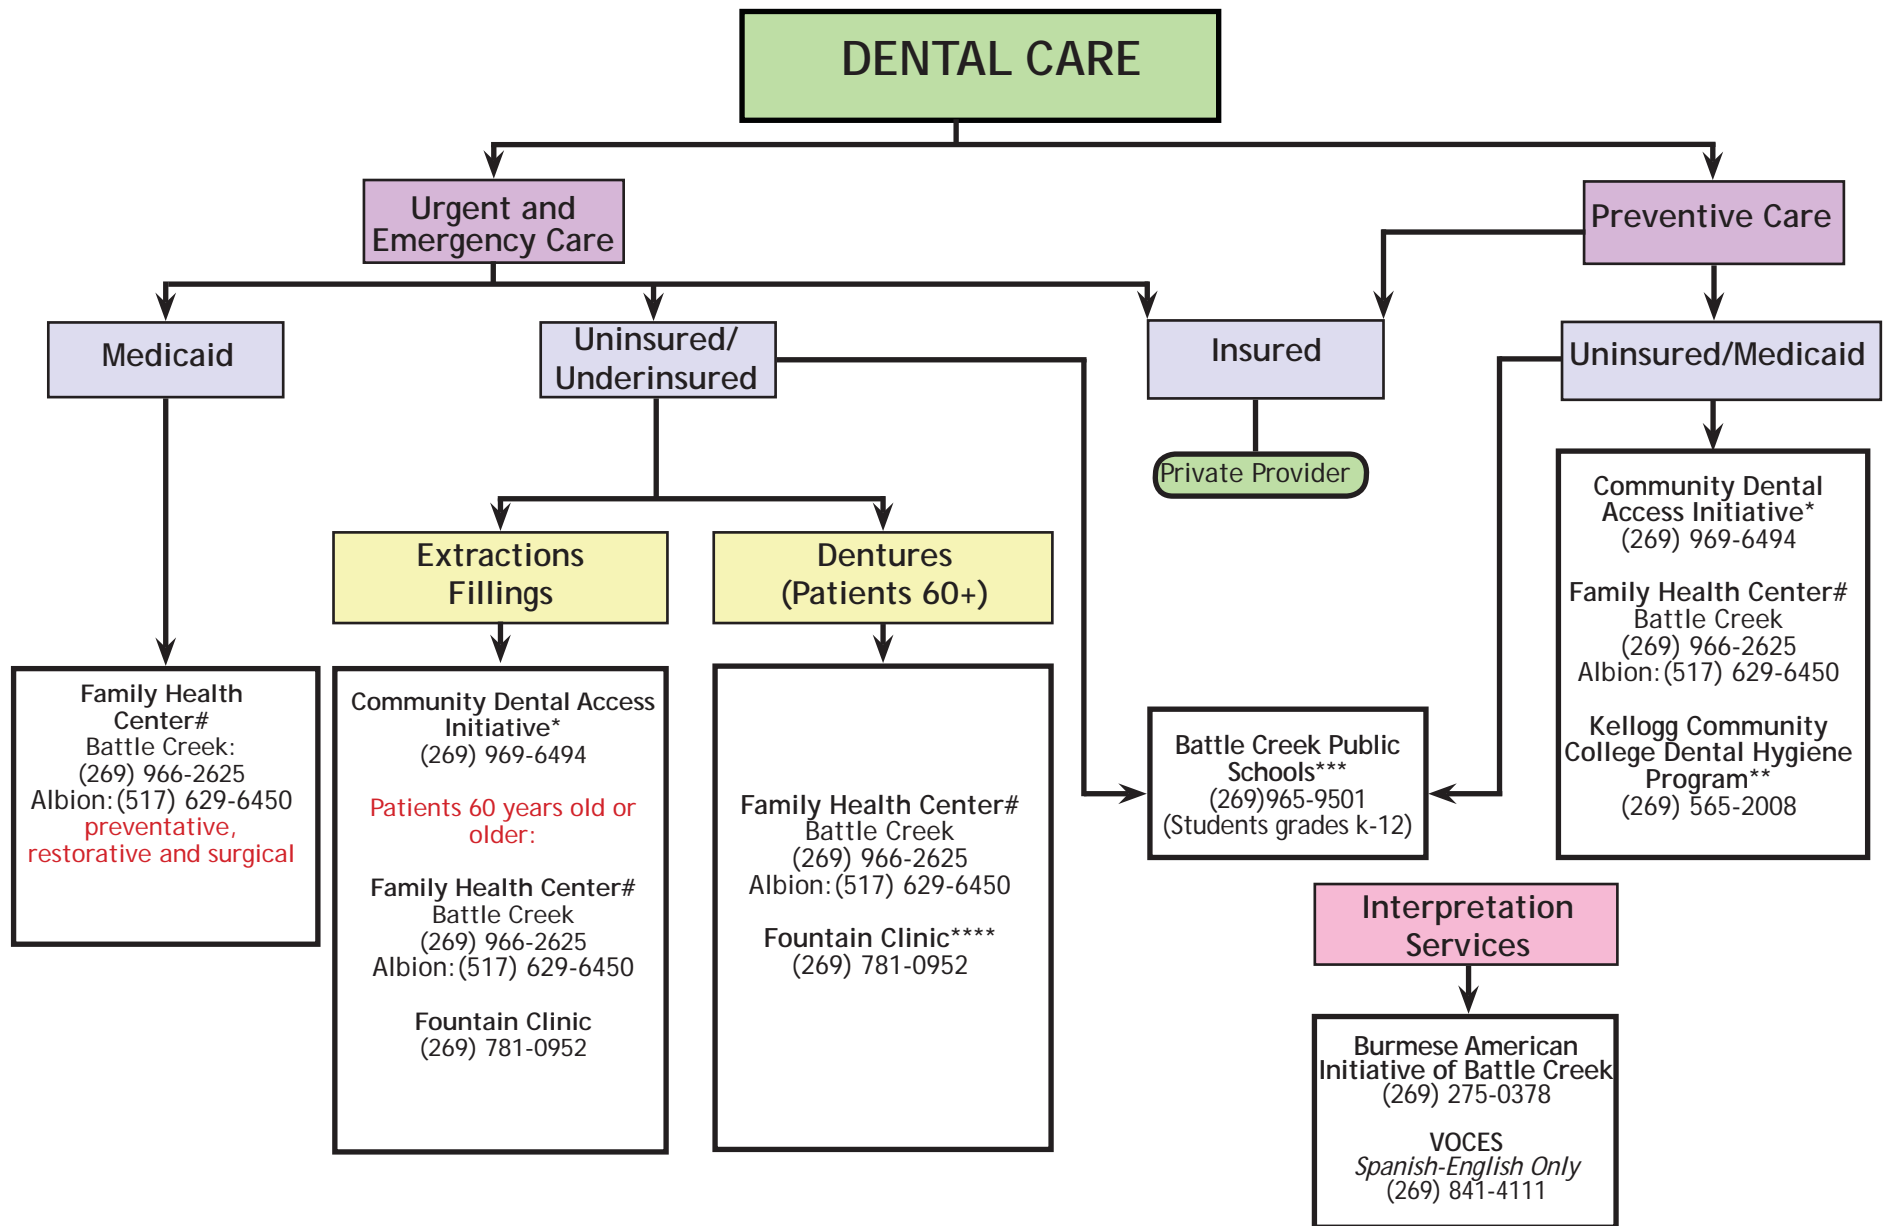 DENTAL CARE
Urgent and
Emergency Care
Preventive Care
Medicaid
Uninsured/
Underinsured
Insured
Uninsured/Medicaid
Private Provider
Extractions
Fillings
Dentures
(Patients 60+)
Family Health
Center#
Battle Creek:
(269) 966-2625
Albion:(517) 629-6450
preventative,
restorative and surgical
Community Dental Access
Initiative*
(269) 969-6494
Patients 60 years old or
older:
Family Health Center#
Battle Creek
(269) 966-2625
Albion:(517) 629-6450
Fountain Clinic
(269) 781-0952
Family Health Center#
Battle Creek
(269) 966-2625
Albion:(517) 629-6450
Fountain Clinic****
(269) 781-0952
Battle Creek Public
Schools***
(269)965-9501
(Students grades k-12)
Community Dental
Access Initiative*
(269) 969-6494
Family Health Center#
Battle Creek
(269) 966-2625
Albion:(517) 629-6450
Kellogg Community
College Dental Hygiene
Program**
(269) 565-2008
Interpretation
Services
Burmese American
Initiative of Battle Creek
(269) 275-0378
VOCES
Spanish-English Only
(269) 841-4111